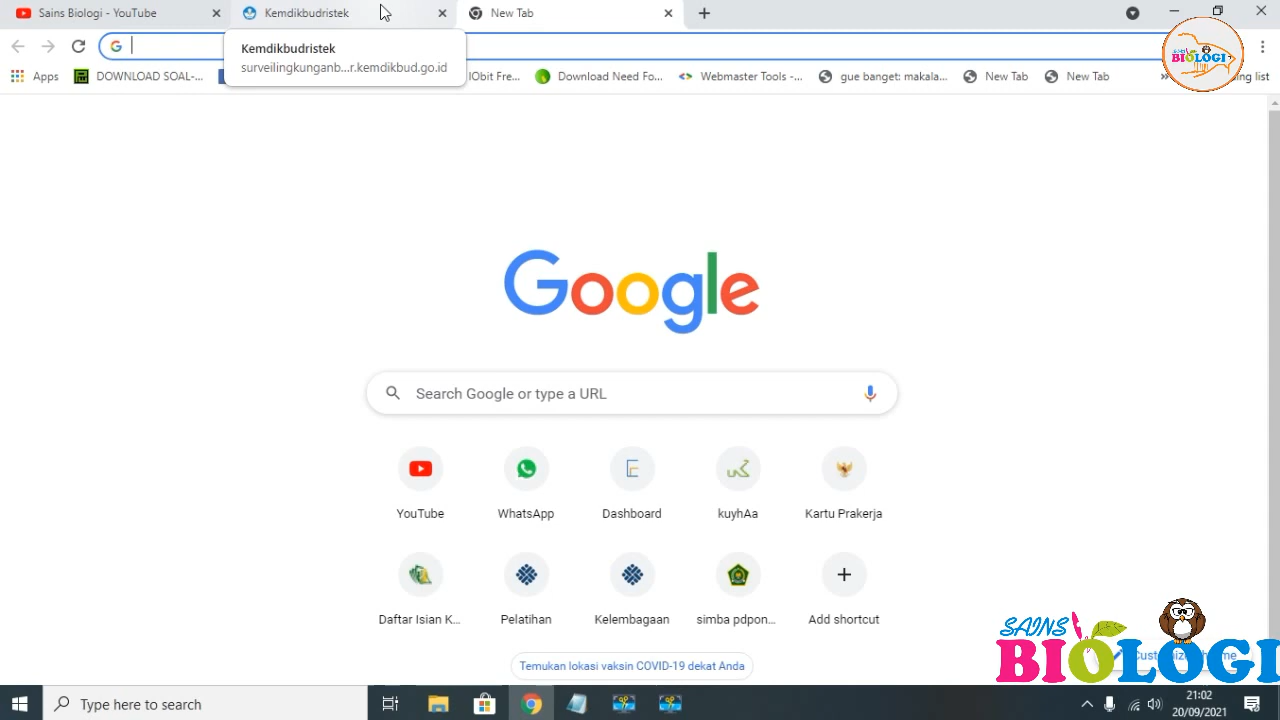 Sains Biologi - YouTube
Kemdikbudristek
New Tab
Kemdikbudristek
surveilingkunganb...r.kemdikbud.go.id
Apps
DOWNLOAD SOAL-...
IObit Fre...
Download Need Fo...
Webmaster Tools -...
gue banget: makala...
New Tab
New Tab
ng list
SAINS
BIOLOGI
Google
Search Google or type a URL
YouTube
WhatsApp
Dashboard
kuyhAa
Kartu Prakerja
Daftar Isian K...
Pelatihan
Kelembagaan
simba pdpon...
Add shortcut
Temukan lokasi vaksin COVID-19 dekat Anda
SAINS
BIOLOGI
Type here to search
21:02
20/09/2021